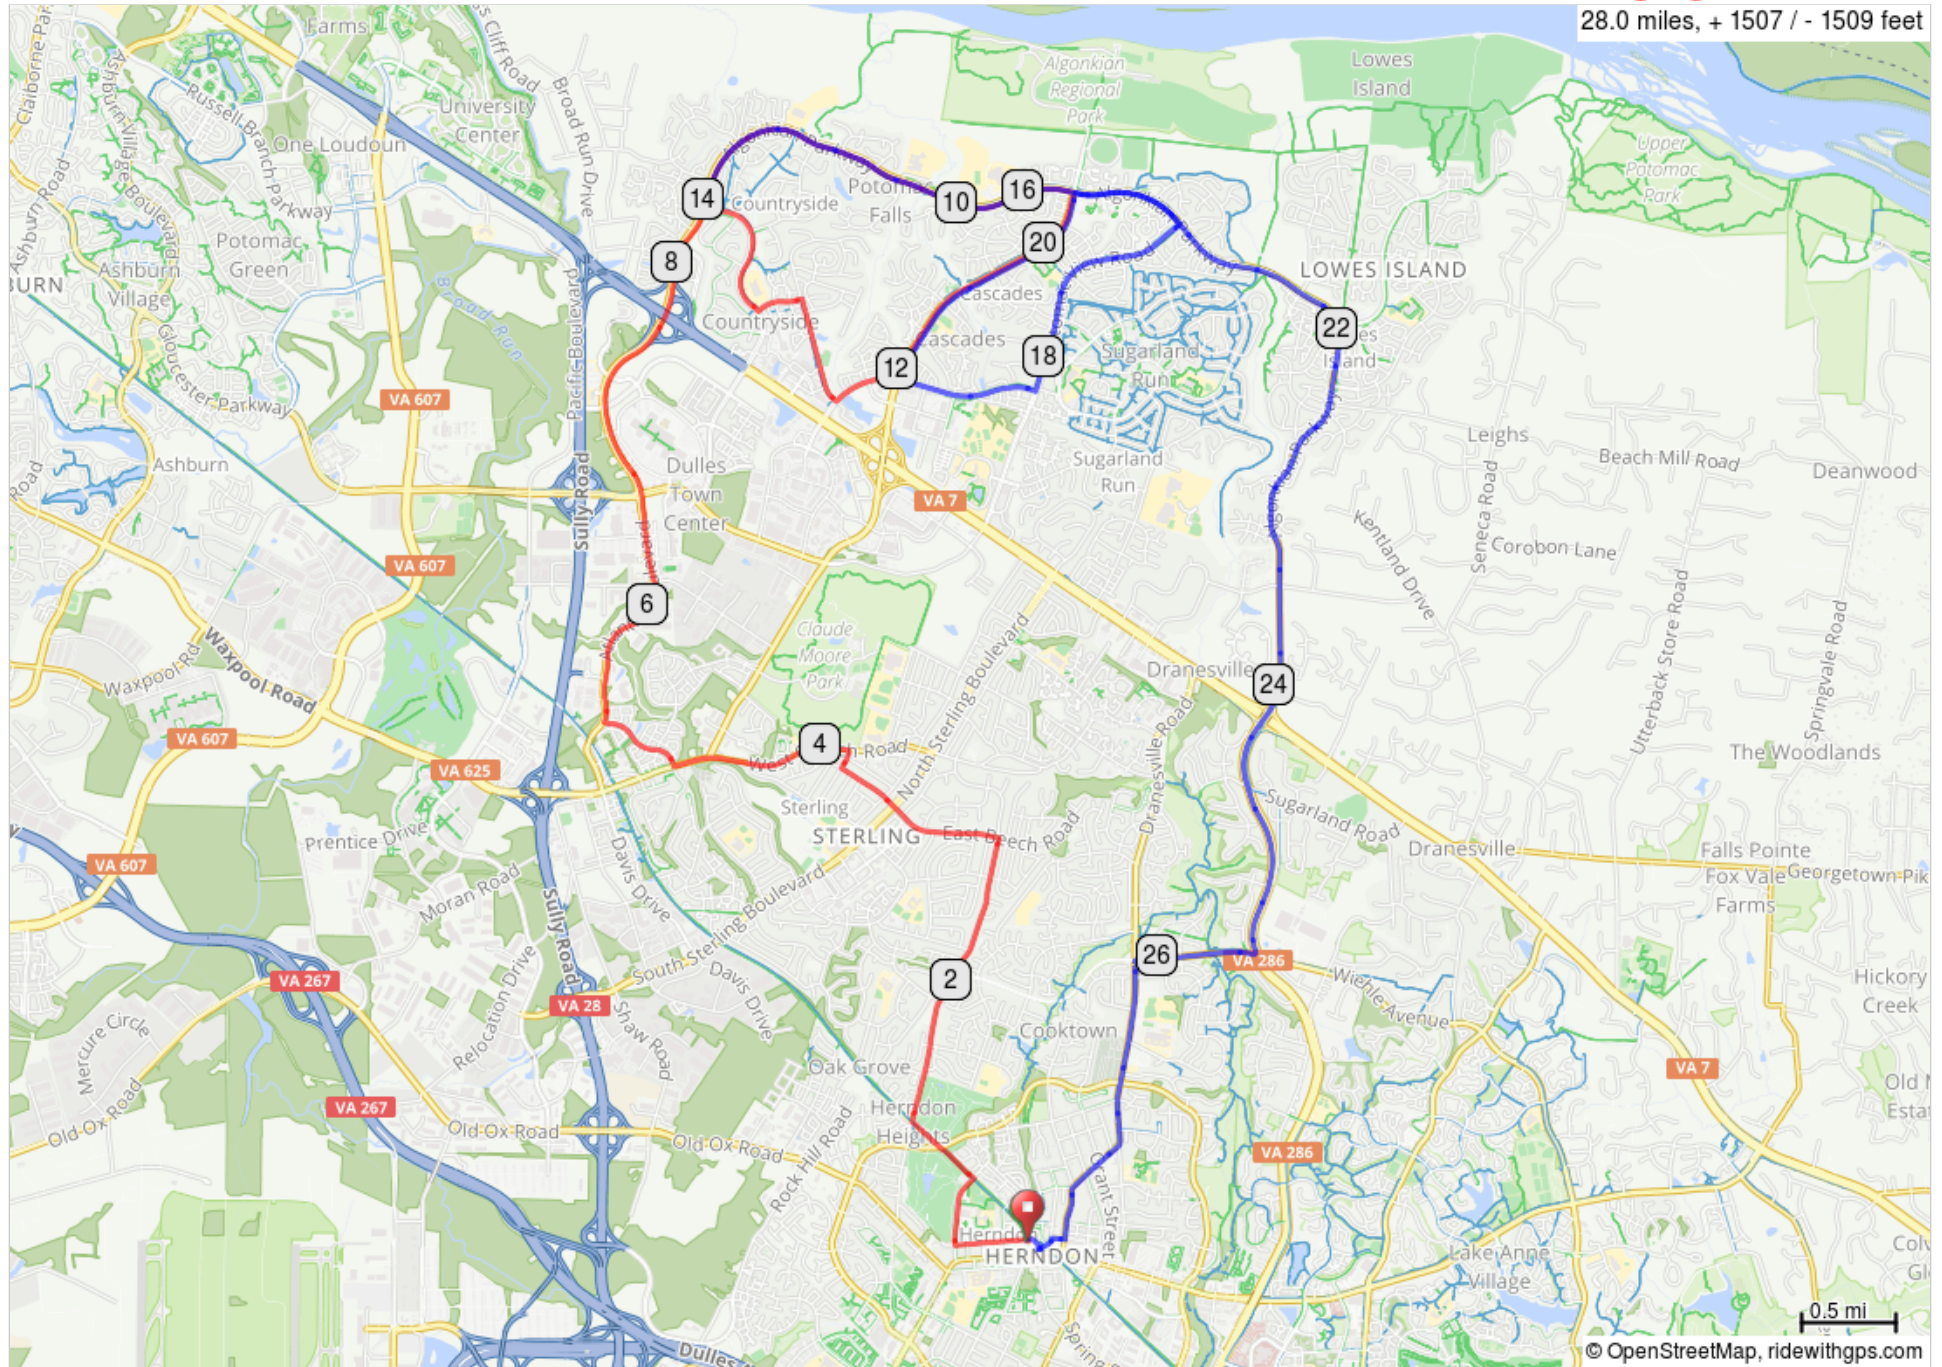 28.0 miles, + 1507 / - 1509 feet
Farms
Russell Branch Parkway
University
Center
Broad Run Drive
One Loudoun
Ashburn Village Boulevard
Ashburn Road
Algonkian
Regional
Park
Lowes
Island
Upper
Potomac
Park
Potomac
Green
Ashburn
Village
Broad Run
Pacific Boulevard
Gloucester Parkway
14
Countryside
Falls
10
16
20
8
LOWES ISLAND
Cascades
Countryside
12
18
22
Sugarland
Run
VA 607
Ashburn
Dulles
Town
Center
Sully Road
VA 7
Sugarland
Run
Leighs
Beach Mill Road
Deanwood
Seneca Road
Corobon Lane
Kentland Drive
VA 607
6
Claude
Moore
Park
North Sterling Boulevard
Dranesville
24
Utterback Store Road
Springvale Road
The Woodlands
Waxpool Rd
Waxpool Road
VA 607
VA 625
4
Dranesville Road
Sterling
STERLING
East Beech Road
Sugarland Road
Dranesville
Falls Pointe
Fox Vale
Farms
Georgetown Pik
Prentice Drive
VA 607
Moran Road
Davis Drive
Sully Road
South Sterling Boulevard
Davis Drive
Relocation Drive
VA 267
VA 28
Shaw Road
2
26
VA 286
Wiehle Avenue
Hickory
Creek
Cooktown
Oak Grove
Mercure Circle
VA 267
Old Ox Road
Old Ox Road
Old Ox Road
Rock Hill Road
Herndon
Heights
VA 7
VA 286
Grant Street
HERNDON
Lake Anne
Village
Dulles
0.5 mi
© OpenStreetMap, ridewithgps.com